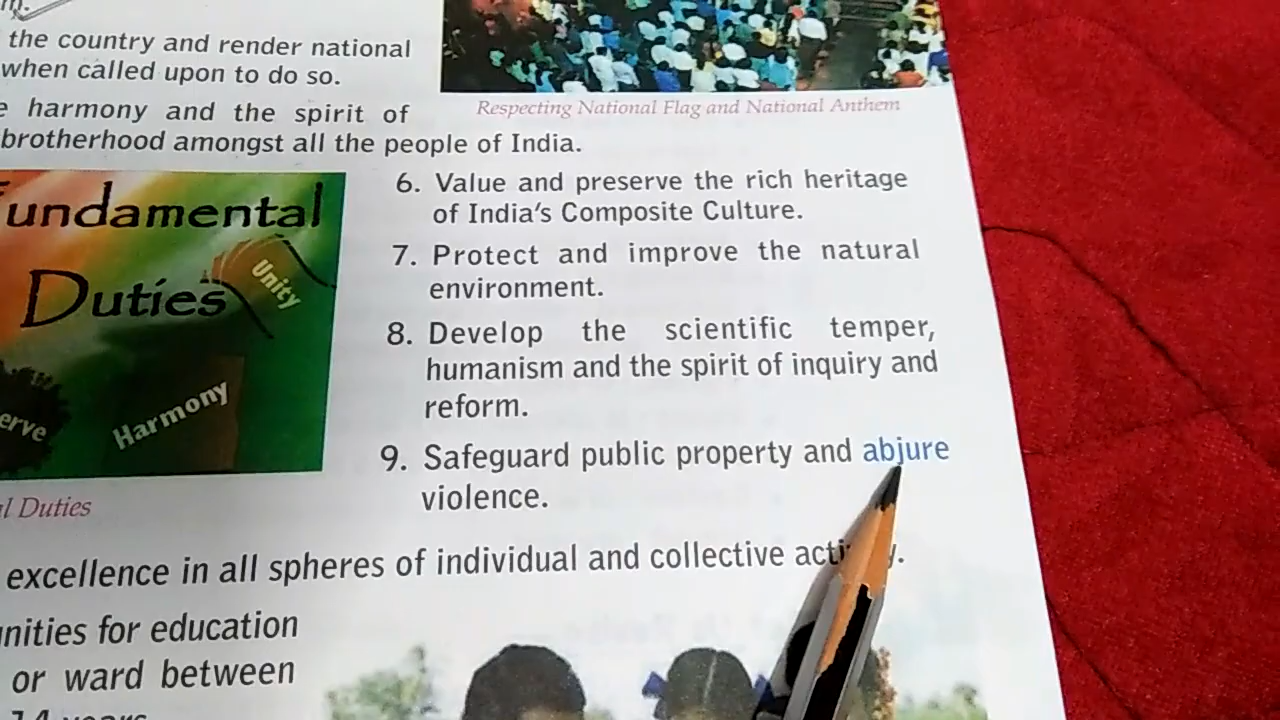 the country and render national
when called upon to do so.
harmony and the spirit of
Respecting National Flag and National Anthem
brotherhood amongst all the people of India.
Fundamental
Duties
Unity
Harmony
6. Value and preserve the rich heritage
of India's Composite Culture.
7. Protect and improve the natural
environment.
8. Develop the scientific temper,
humanism and the spirit of inquiry and
reform.
9. Safeguard public property and abjure
violence.
Duties
excellence in all spheres of individual and collective
for education
or ward between